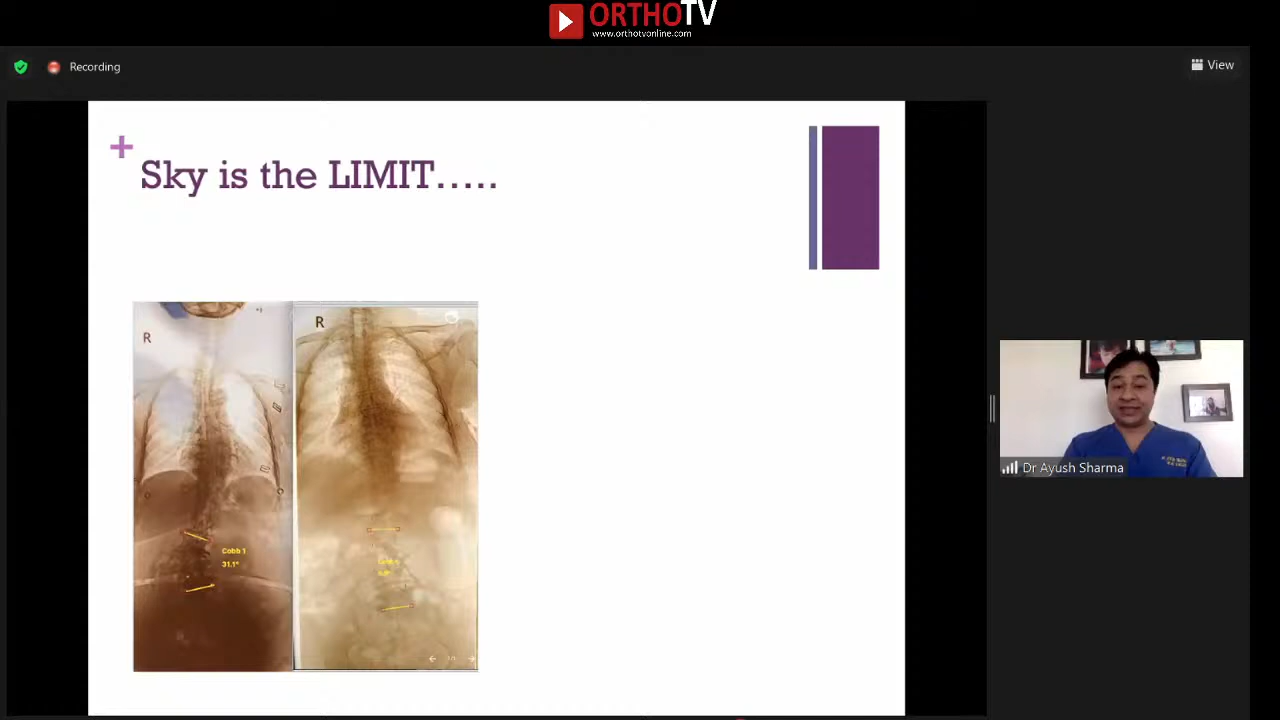 ORTHOTV
www.orthotvonline.com
Recording
View
Sky is the LIMIT.....
R
R
Cobb 1
31.1°
Dr Ayush Sharma